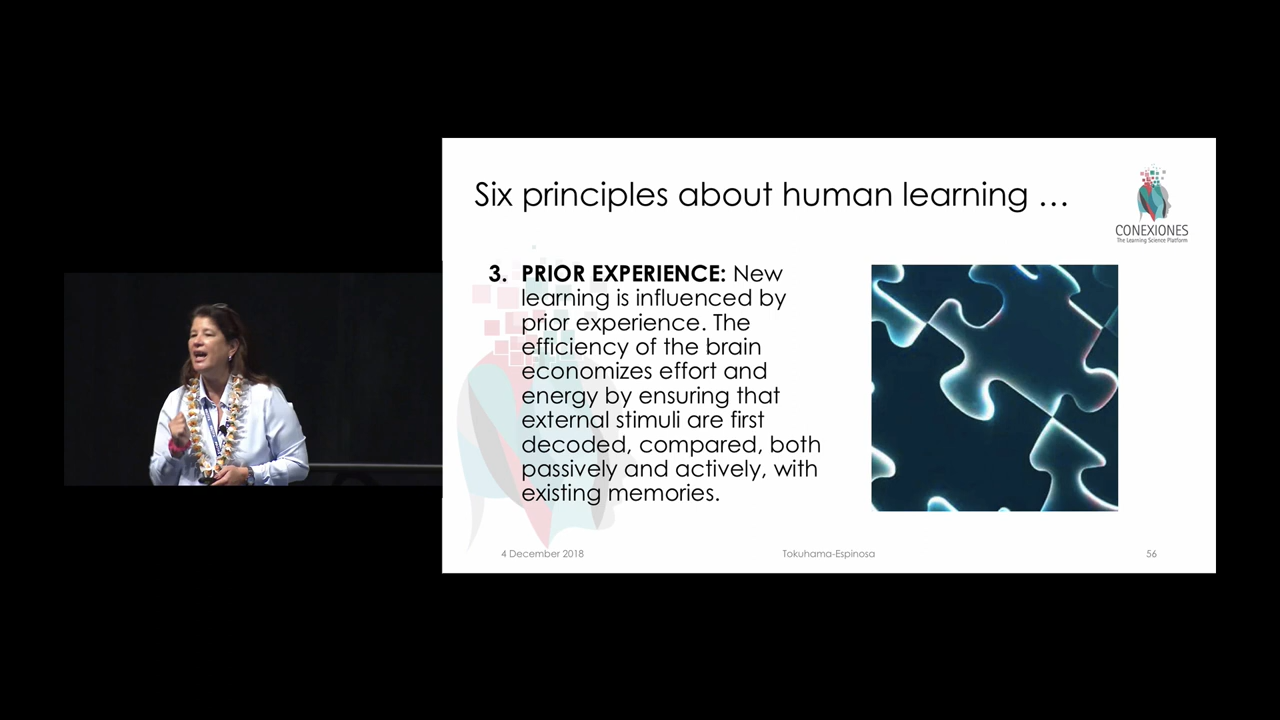 Six principles about human learning …
CONEXIONES
The Learning Science Platform
3. PRIOR EXPERIENCE: New
learning is influenced by
prior experience. The
efficiency of the brain
economizes effort and
energy by ensuring that
external stimuli are first
decoded, compared, both
passively and actively, with
existing memories.
4 December 2018
Tokuhama-Espinosa
56